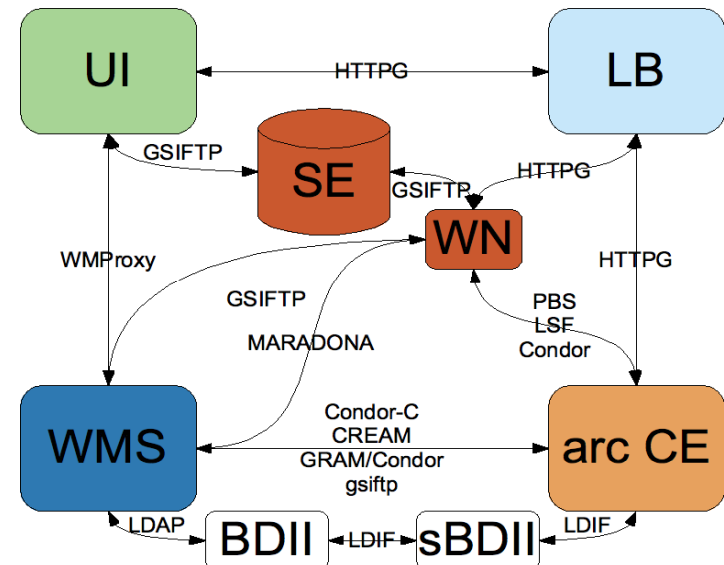 UI
HTTPG
LB
GSIFTP
SE
GSIFTP
HTTPG
WN
WMProxy
GSIFTP
HTTPG
PBS
LSF
Condor
MARADONA
WMS
Condor-C
CREAM
GRAM/Condor
gsiftp
arc CE
LDAP
BDII
LDIF
sBDII
LDIF